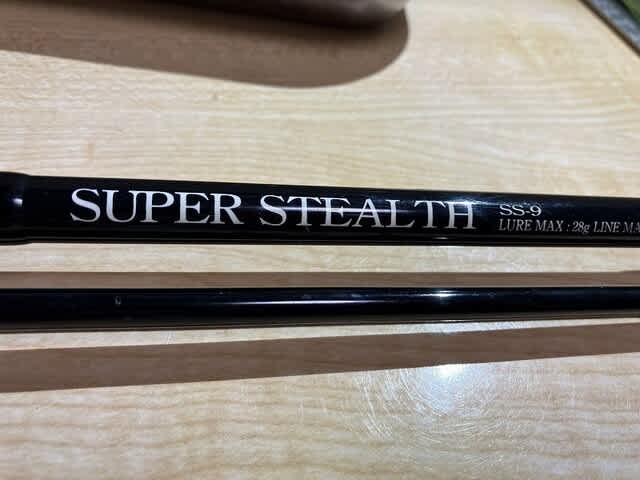 SUPER STEALTH
SS-9
LURE MAX : 28g LINE